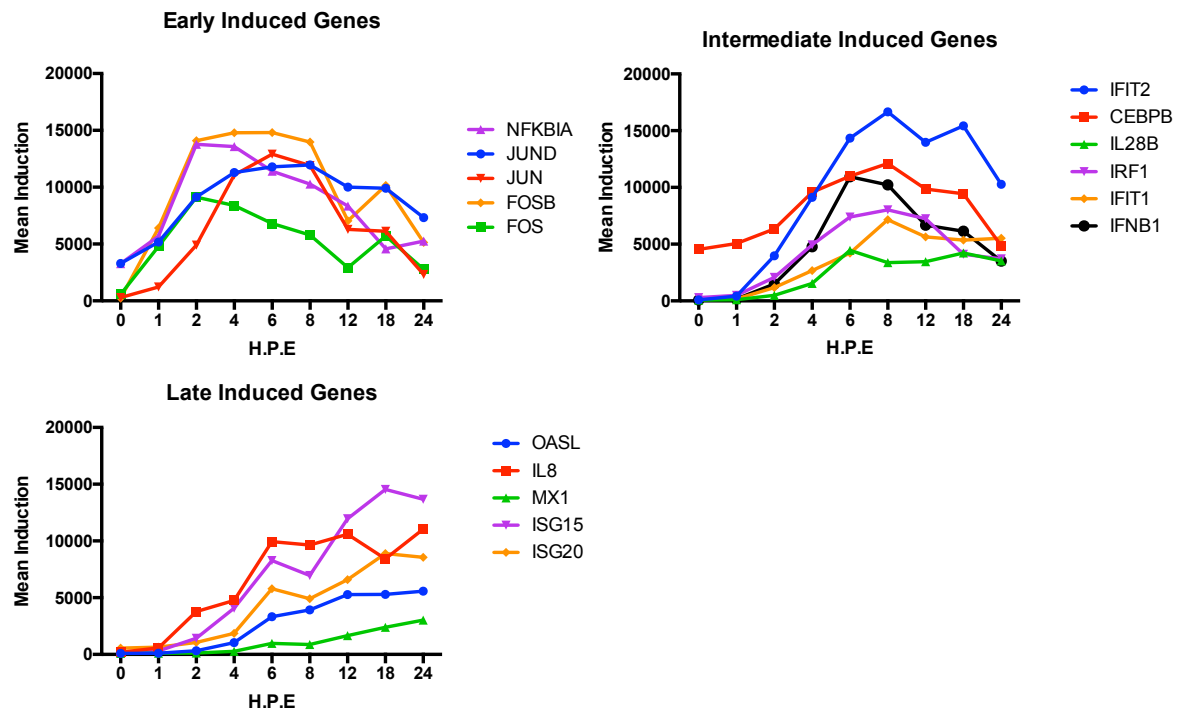 Early Induced Genes
Mean Induction
20000
15000
10000
5000
0
0 1 2 4 6 8 12 18 24
H.P.E
NFKBIA
JUND
JUN
FOSB
FOS
Intermediate Induced Genes
Mean Induction
20000
15000
10000
5000
0
0 1 2 4 6 8 12 18 24
H.P.E
IFIT2
CEBPB
IL28B
IRF1
IFIT1
IFNB1
Late Induced Genes
Mean Induction
20000
15000
10000
5000
0
0 1 2 4 6 8 12 18 24
H.P.E
OASL
IL8
MX1
ISG15
ISG20